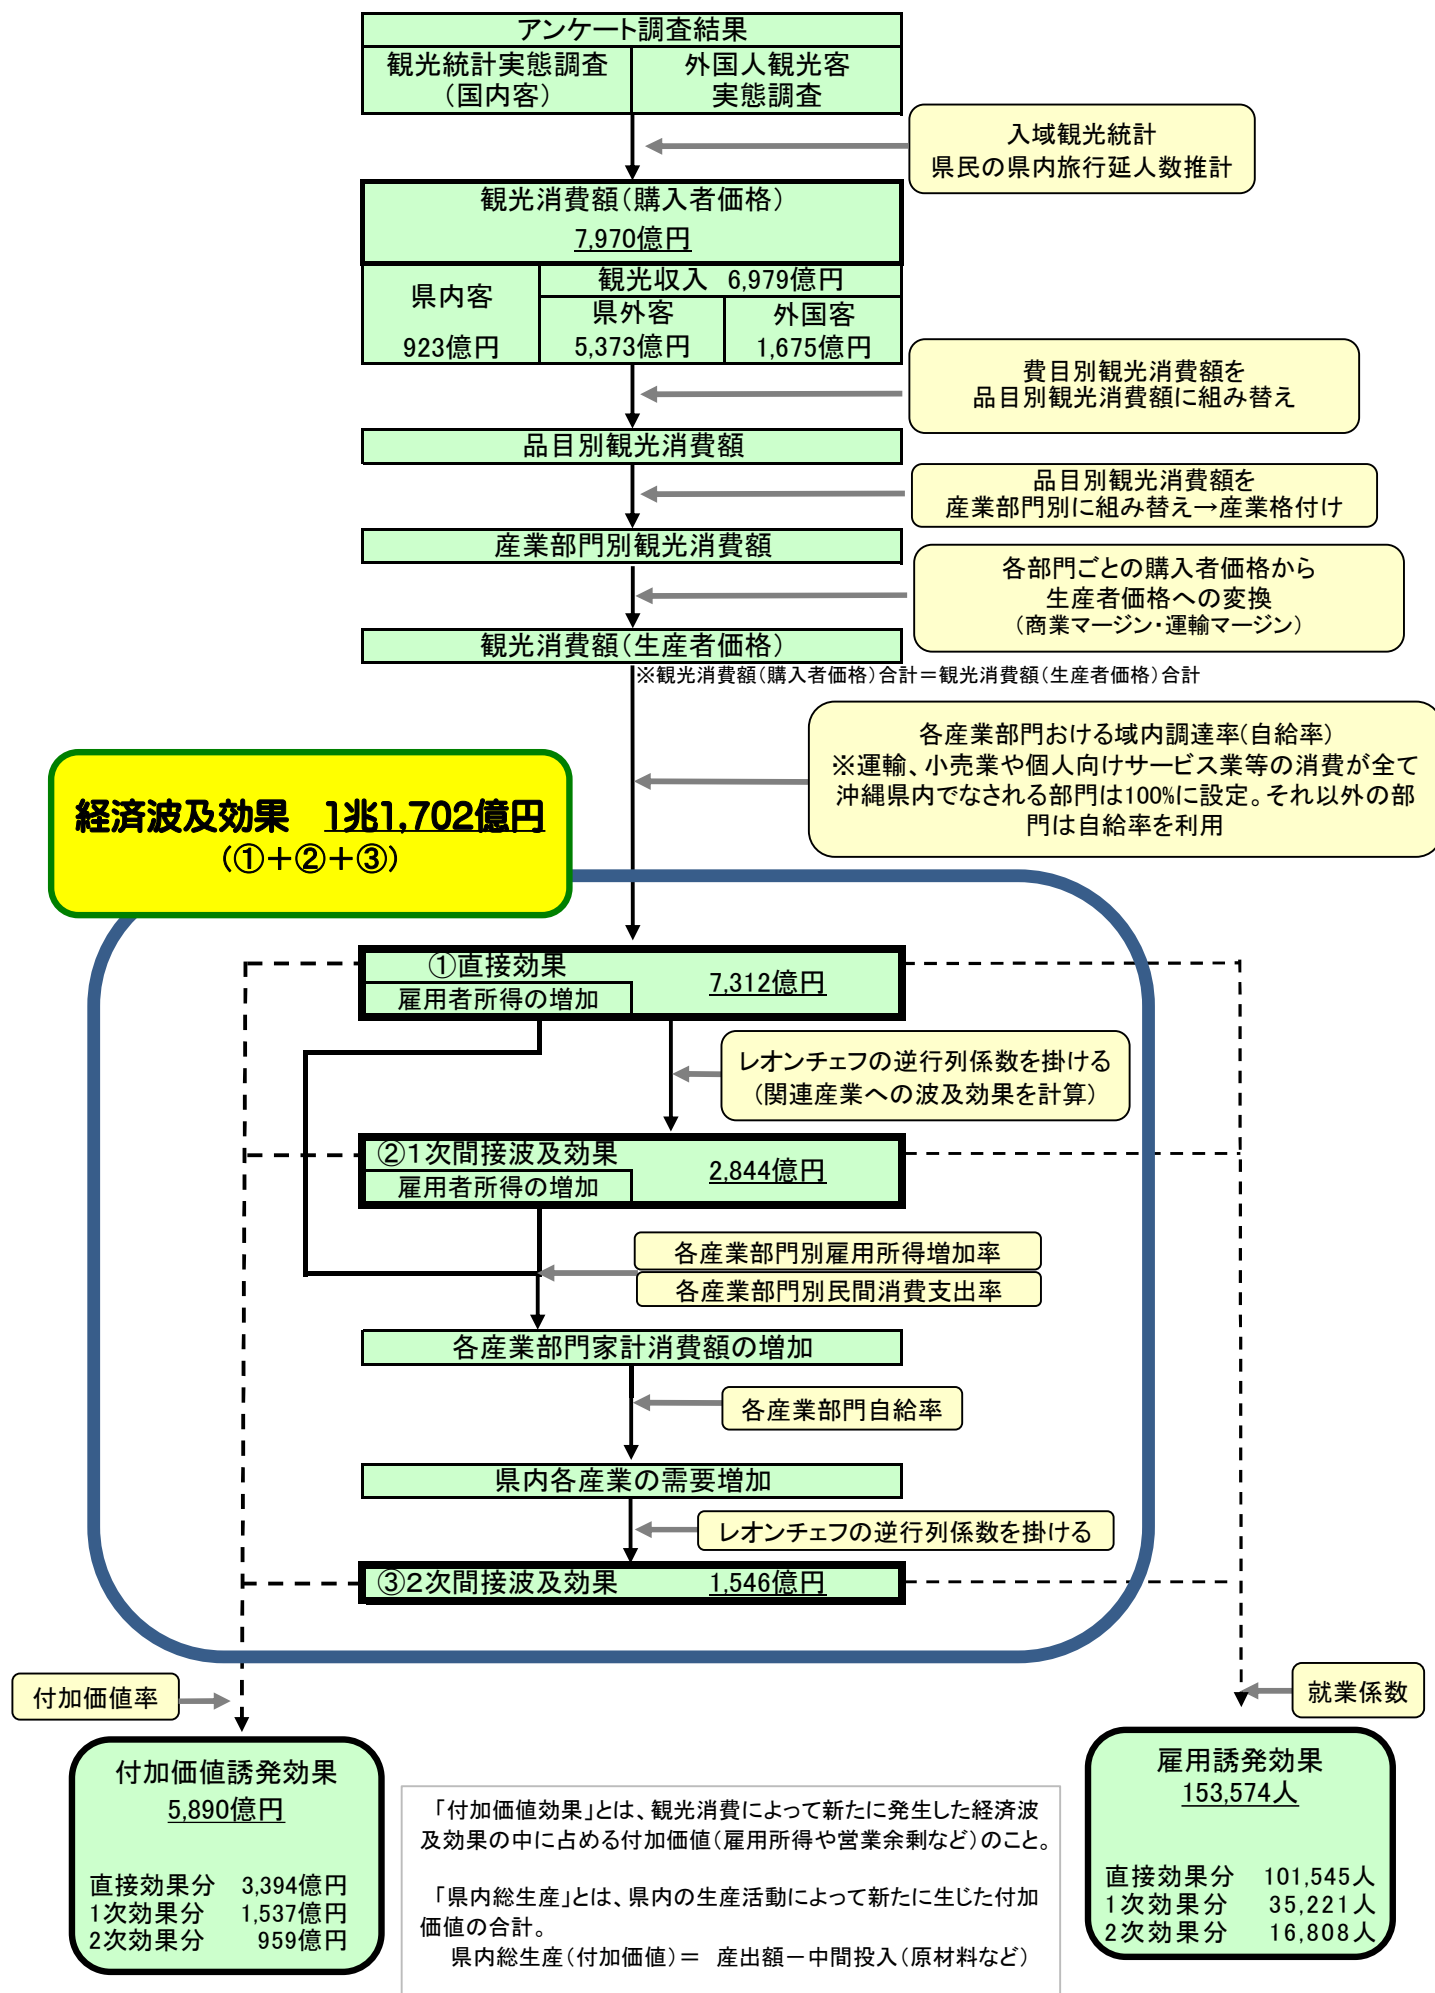 アンケート調査結果
観光統計実態調査
（国内客）
外国人観光客
実態調査
入域観光統計
県民の県内旅行延人数推計
観光消費額（購入者価格）
7,970億円
県内客
923億円
観光収入 6,979億円
県外客
5,373億円
外国客
1,675億円
費目別観光消費額を
品目別観光消費額に組み替え
品目別観光消費額
品目別観光消費額を
産業部門別に組み替え→産業格付け
産業部門別観光消費額
各部門ごとの購入者価格から
生産者価格への変換
（商業マージン・運輸マージン）
観光消費額（生産者価格）
※観光消費額（購入者価格）合計＝観光消費額（生産者価格）合計
各産業部門おける域内調達率（自給率）
※運輸、小売業や個人向けサービス業等の消費が全て
沖縄県内でなされる部門は100%に設定。それ以外の部
門は自給率を利用
経済波及効果 1兆1,702億円
（①＋②＋③）
①直接効果
雇用者所得の増加
7,312億円
レオンチェフの逆行列係数を掛ける
（関連産業への波及効果を計算）
②1次間接波及効果
雇用者所得の増加
2,844億円
各産業部門別雇用所得増加率
各産業部門別民間消費支出率
各産業部門家計消費額の増加
各産業部門自給率
県内各産業の需要増加
レオンチェフの逆行列係数を掛ける
③2次間接波及効果 1,546億円
付加価値率
就業係数
付加価値誘発効果
5,890億円
直接効果分 3,394億円
1次効果分 1,537億円
2次効果分 959億円
「付加価値効果」とは、観光消費によって新たに発生した経済波
及効果の中に占める付加価値（雇用所得や営業余剰など）のこと。
「県内総生産」とは、県内の生産活動によって新たに生じた付加
価値の合計。
県内総生産（付加価値）＝ 産出額－中間投入（原材料など）
雇用誘発効果
153,574人
直接効果分 101,545人
1次効果分 35,221人
2次効果分 16,808人